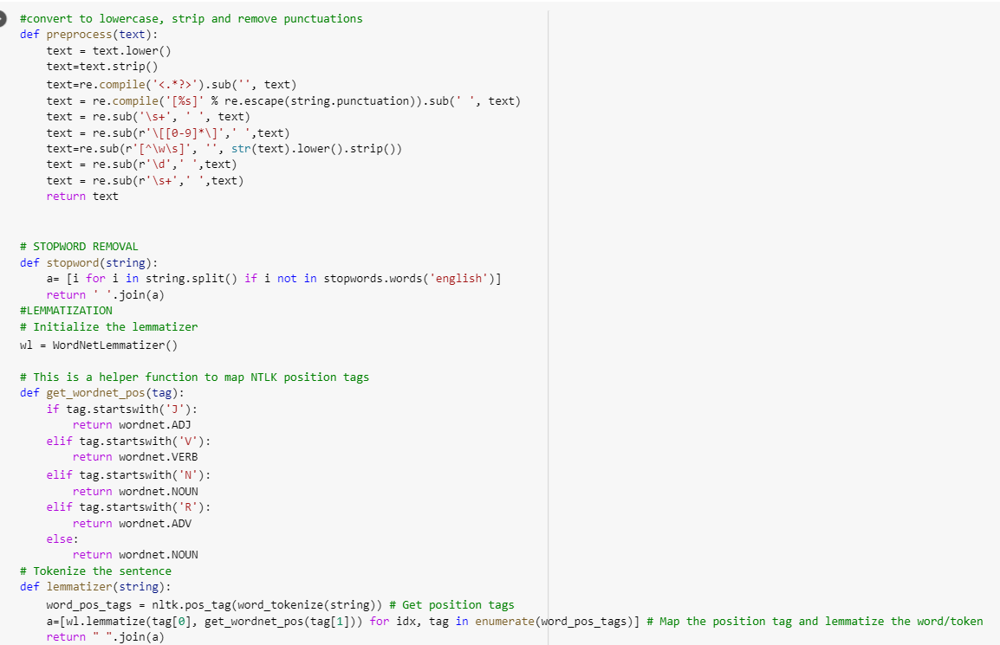 #convert to lowercase, strip and remove punctuations
def preprocess(text):
    text = text.lower()
    text=text.strip()
    text=re.compile('<.*?>').sub('', text)
    text = re.compile('[%s]' % re.escape(string.punctuation)).sub(' ', text)
    text = re.sub('\s+', ' ', text)
    text = re.sub(r'\[[0-9]*\]',' ',text)
    text=re.sub(r'[^\w\s]', '', str(text).lower().strip())
    text = re.sub(r'\d',' ',text)
    text = re.sub(r'\s+',' ',text)
    return text
# STOPWORD REMOVAL
def stopword(string):
    a= [i for i in string.split() if i not in stopwords.words('english')]
    return ' '.join(a)
#LEMMATIZATION
# Initialize the lemmatizer
wl = WordNetLemmatizer()
# This is a helper function to map NTLK position tags
def get_wordnet_pos(tag):
    if tag.startswith('J'):
        return wordnet.ADJ
    elif tag.startswith('V'):
        return wordnet.VERB
    elif tag.startswith('N'):
        return wordnet.NOUN
    elif tag.startswith('R'):
        return wordnet.ADV
    else:
        return wordnet.NOUN
# Tokenize the sentence
def lemmatizer(string):
    word_pos_tags = nltk.pos_tag(word_tokenize(string)) # Get position tags
    a=[wl.lemmatize(tag[0], get_wordnet_pos(tag[1])) for idx, tag in enumerate(word_pos_tags)] # Map the position tag and lemmatize the word/token
    return " ".join(a)